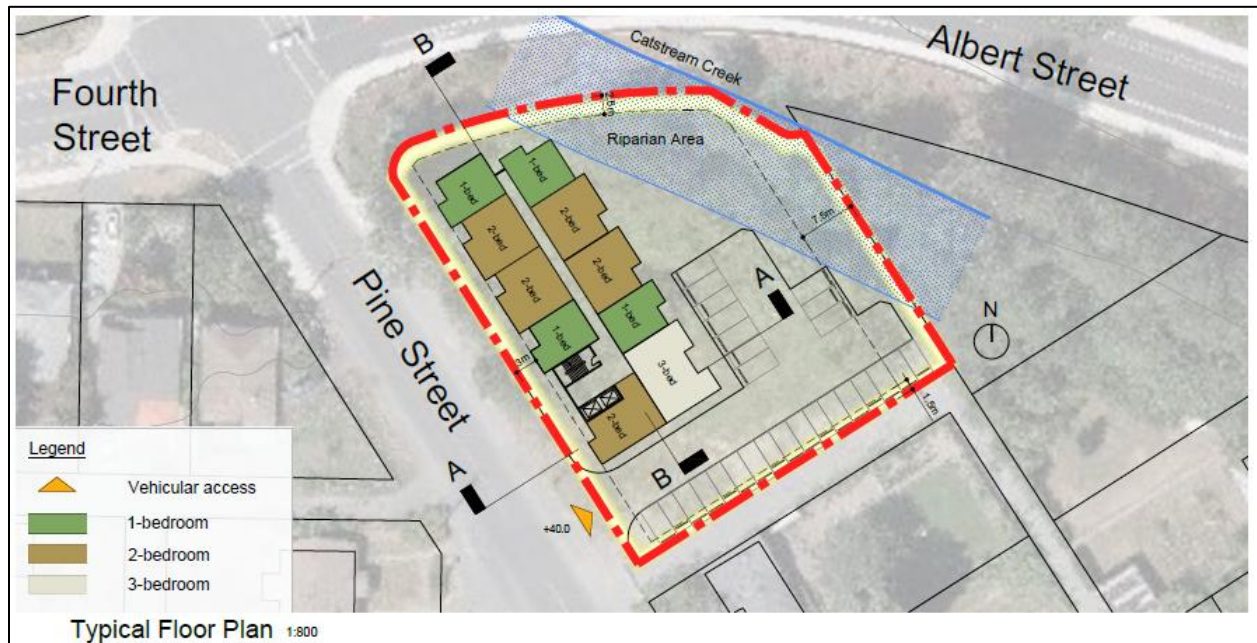 Fourth
Street
B
Catstream Creek
Albert Street
7.5m
Riparian Area
1-bed
1-bed
2-bed
2-bed
2-bed
2-bed
7.5m
Pine Street
A
N
1-bed
1-bed
3m
3-bed
2-bed
1.5m
A
B
+40.0
Legend
Vehicular access
1-bedroom
2-bedroom
3-bedroom
Typical Floor Plan 1:800